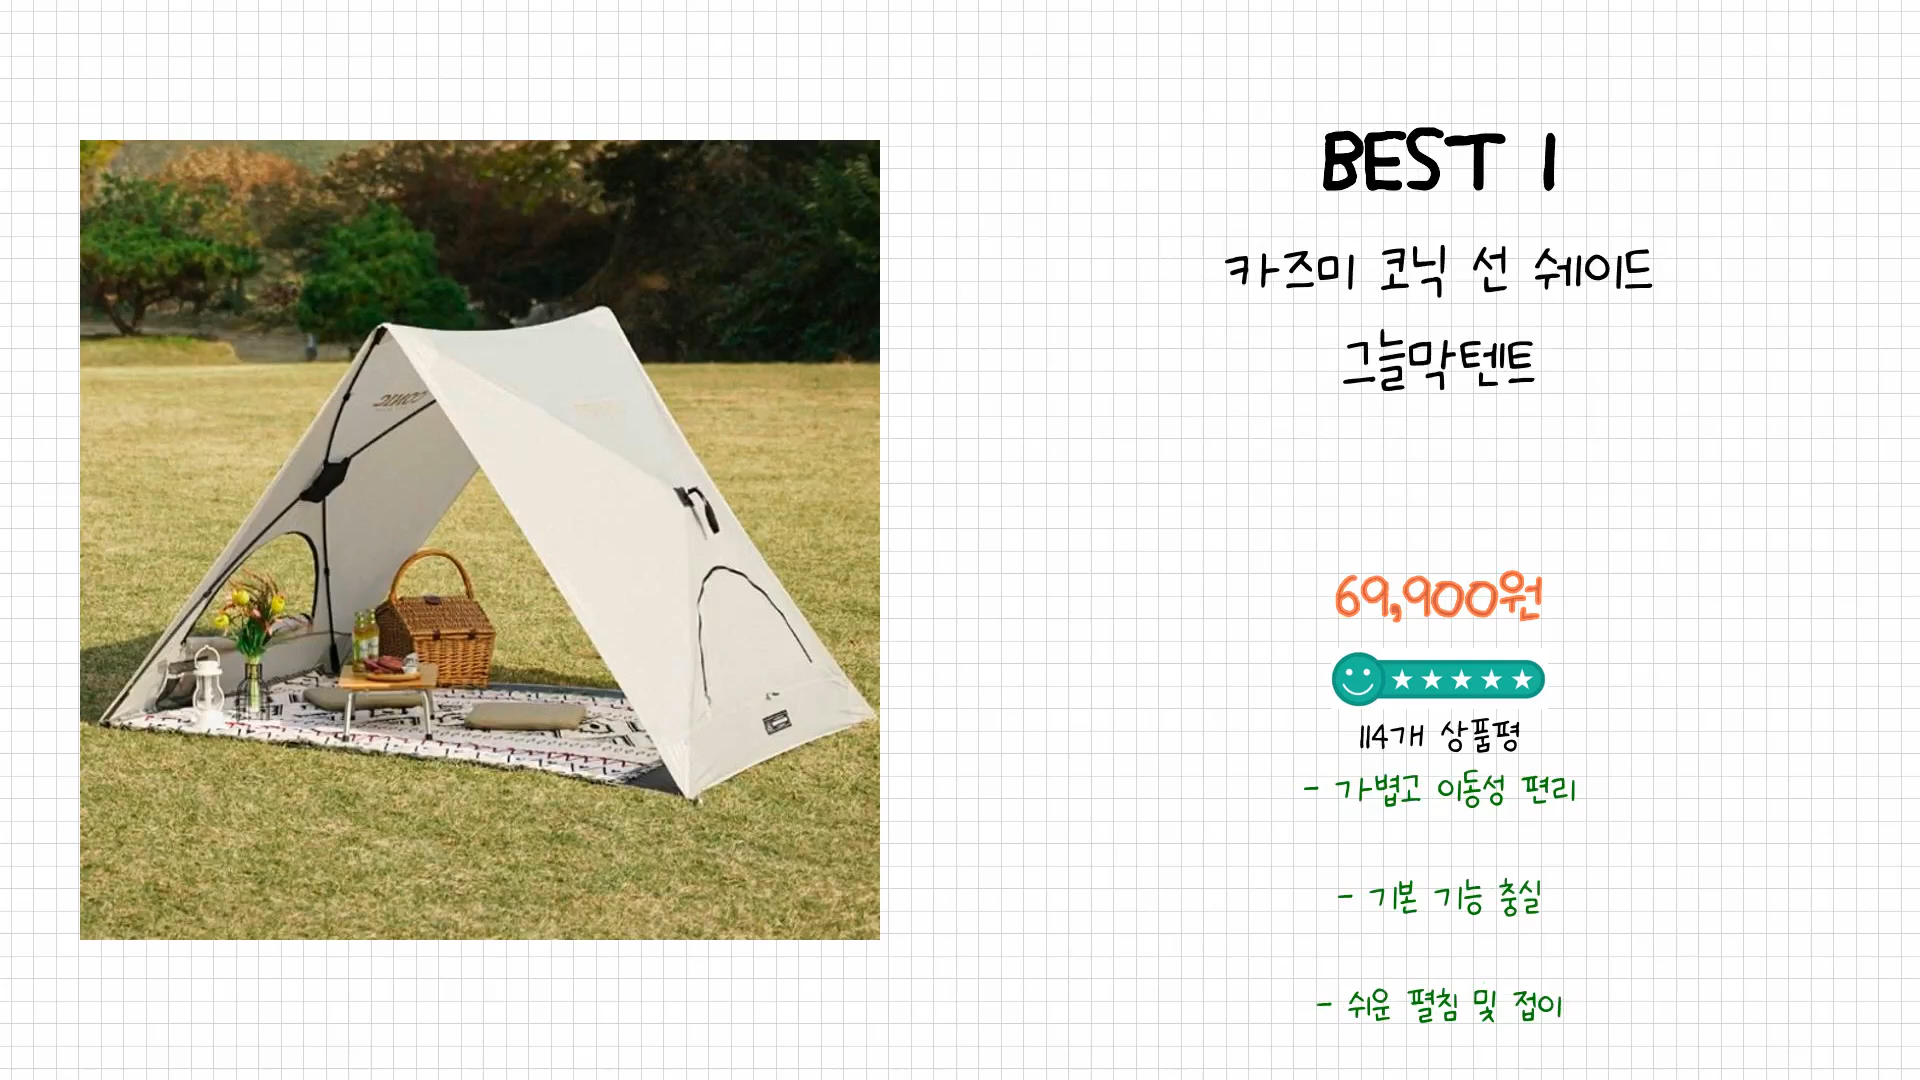 BEST 1
카즈미 코닉 선 쉐이드
그늘막텐트
69,900원
114개 상품평
- 가볍고 이동성 편리
- 기본 기능 충실
- 쉬운 펼침 및 접이
CONIC